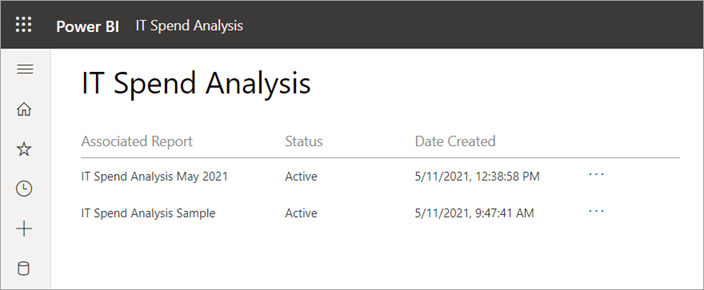 Power BI IT Spend Analysis
IT Spend Analysis
Associated Report Status Date Created
IT Spend Analysis May 2021 Active 5/11/2021, 12:38:58 PM ...
IT Spend Analysis Sample Active 5/11/2021, 9:47:41 AM ...